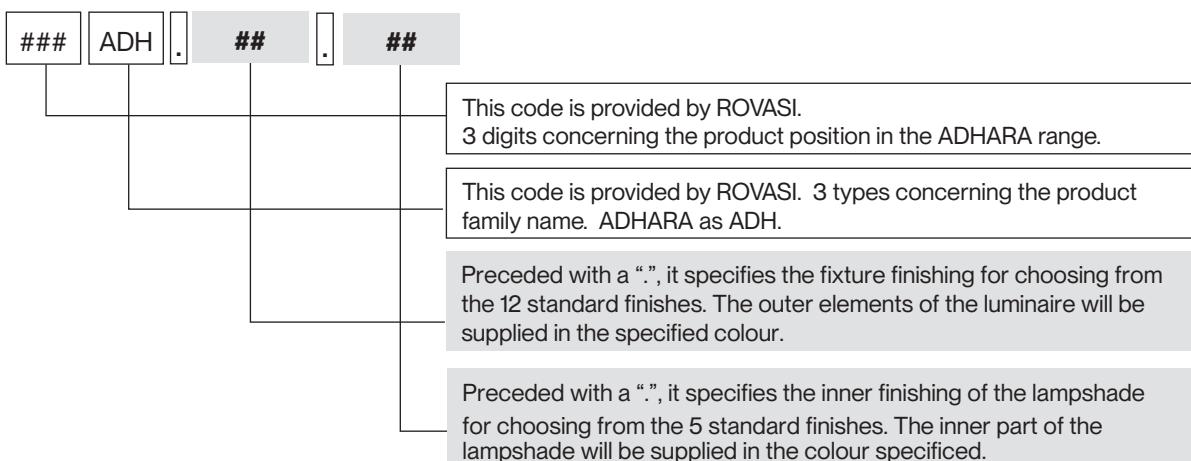 ### ADH . ## . ##
This code is provided by ROVASI.
3 digits concerning the product position in the ADHARA range.
This code is provided by ROVASI. 3 types concerning the product
family name. ADHARA as ADH.
Preceded with a “.”, it specifies the fixture finishing for choosing from
the 12 standard finishes. The outer elements of the luminaire will be
supplied in the specified colour.
Preceded with a “.”, it specifies the inner finishing of the lampshade
for choosing from the 5 standard finishes. The inner part of the
lampshade will be supplied in the colour specificed.